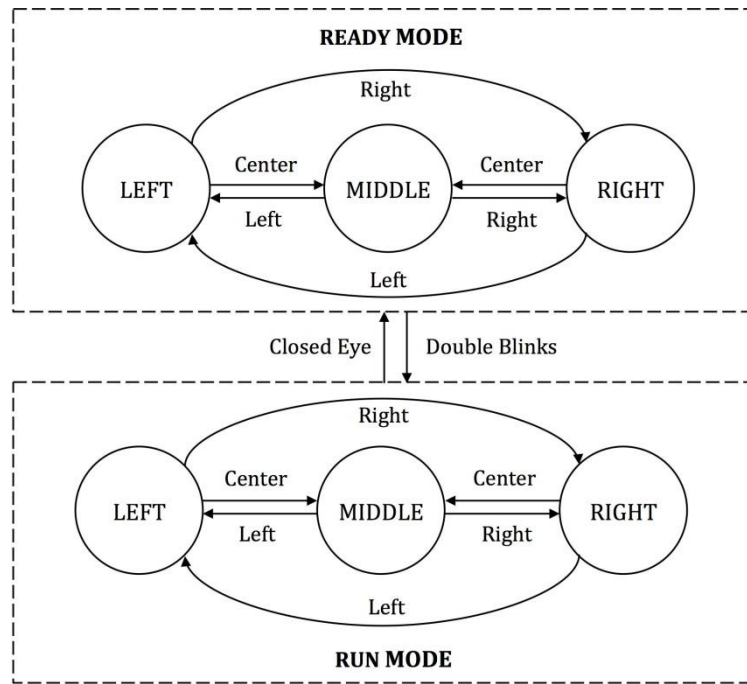 READY MODE
Right
Center
Center
LEFT
MIDDLE
RIGHT
Left
Right
Left
Closed Eye
Double Blinks
Right
Center
Center
LEFT
MIDDLE
RIGHT
Left
Right
Left
RUN MODE